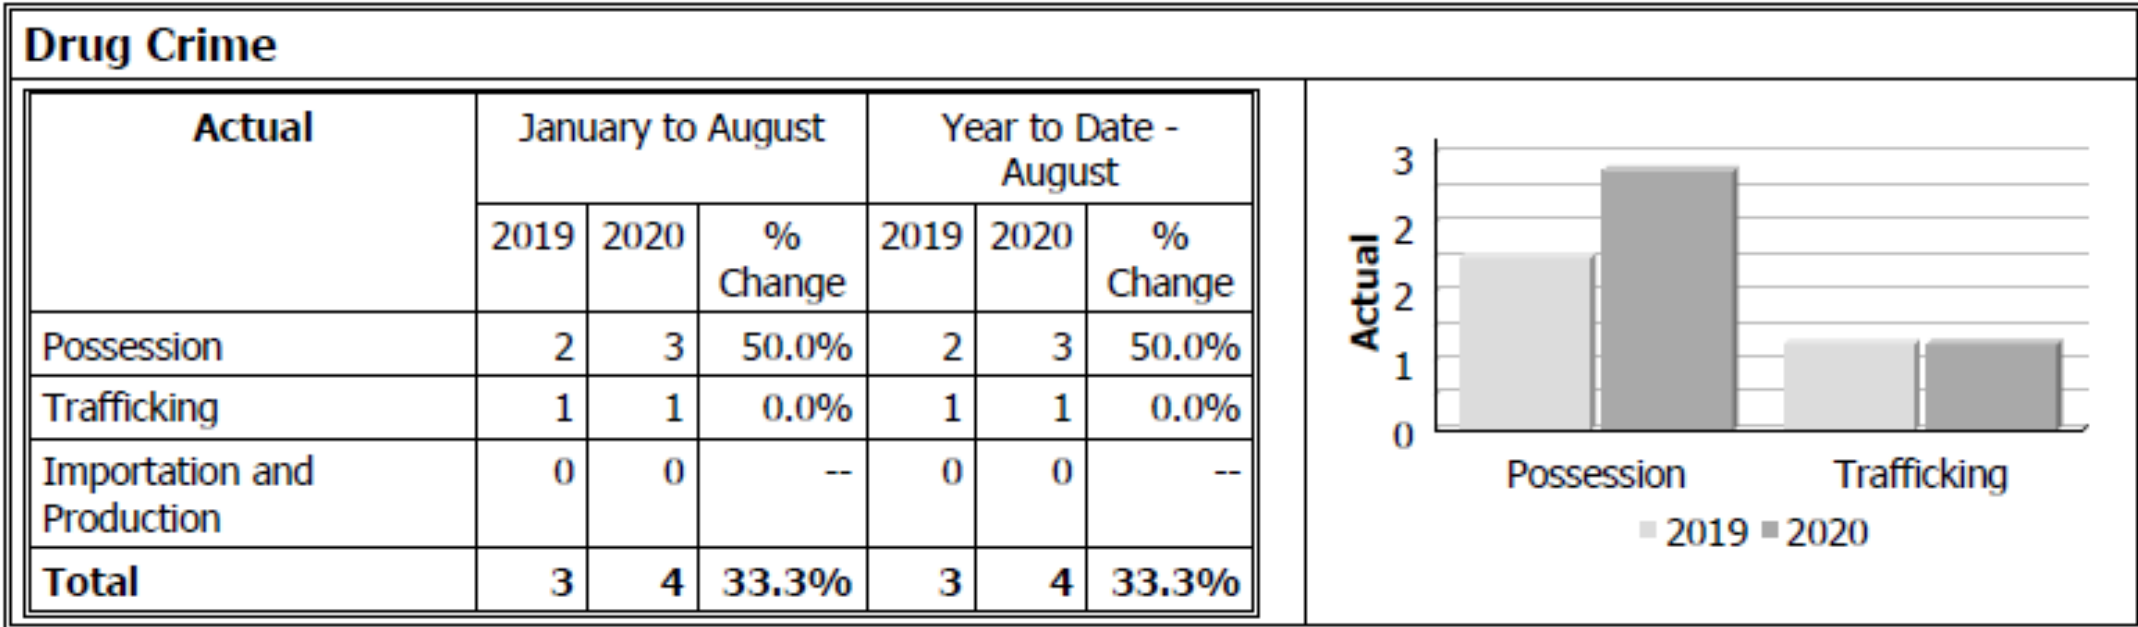 Drug Crime
Actual January to August Year to Date -
August
2019 2020 % 2019 2020 %
Change Change
Possession 2 3 50.0% 2 3 50.0%
Trafficking 1 1 0.0% 1 1 0.0%
Importation and 0 0 -- 0 0 --
Production
Total 3 4 33.3% 3 4 33.3%
Actual
3
2
2
1
0
Possession Trafficking
2019 2020